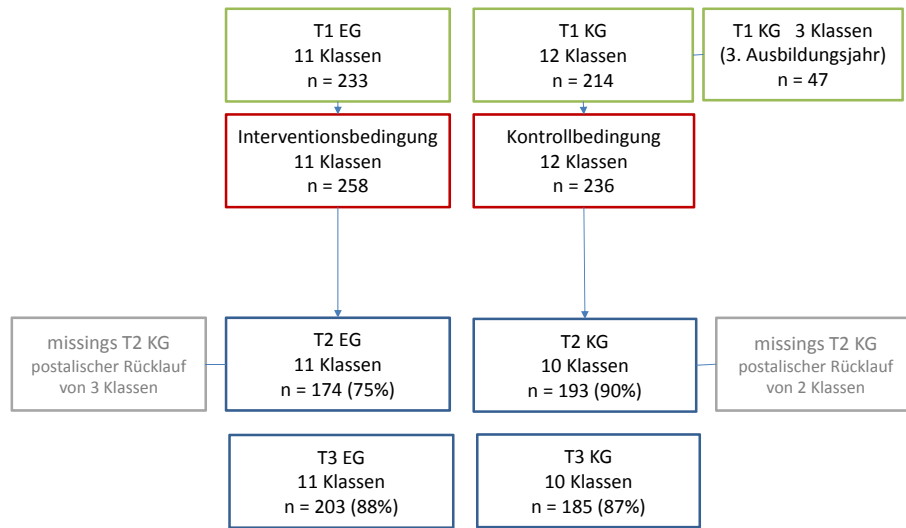 T1 EG
11 Klassen
n = 233
T1 KG
12 Klassen
n = 214
T1 KG 3 Klassen
(3. Ausbildungsjahr)
n = 47
Interventionsbedingung
11 Klassen
n = 258
Kontrollbedingung
12 Klassen
n = 236
missings T2 KG
postalischer Rücklauf
von 3 Klassen
T2 EG
11 Klassen
n = 174 (75%)
T2 KG
10 Klassen
n = 193 (90%)
missings T2 KG
postalischer Rücklauf
von 2 Klassen
T3 EG
11 Klassen
n = 203 (88%)
T3 KG
10 Klassen
n = 185 (87%)